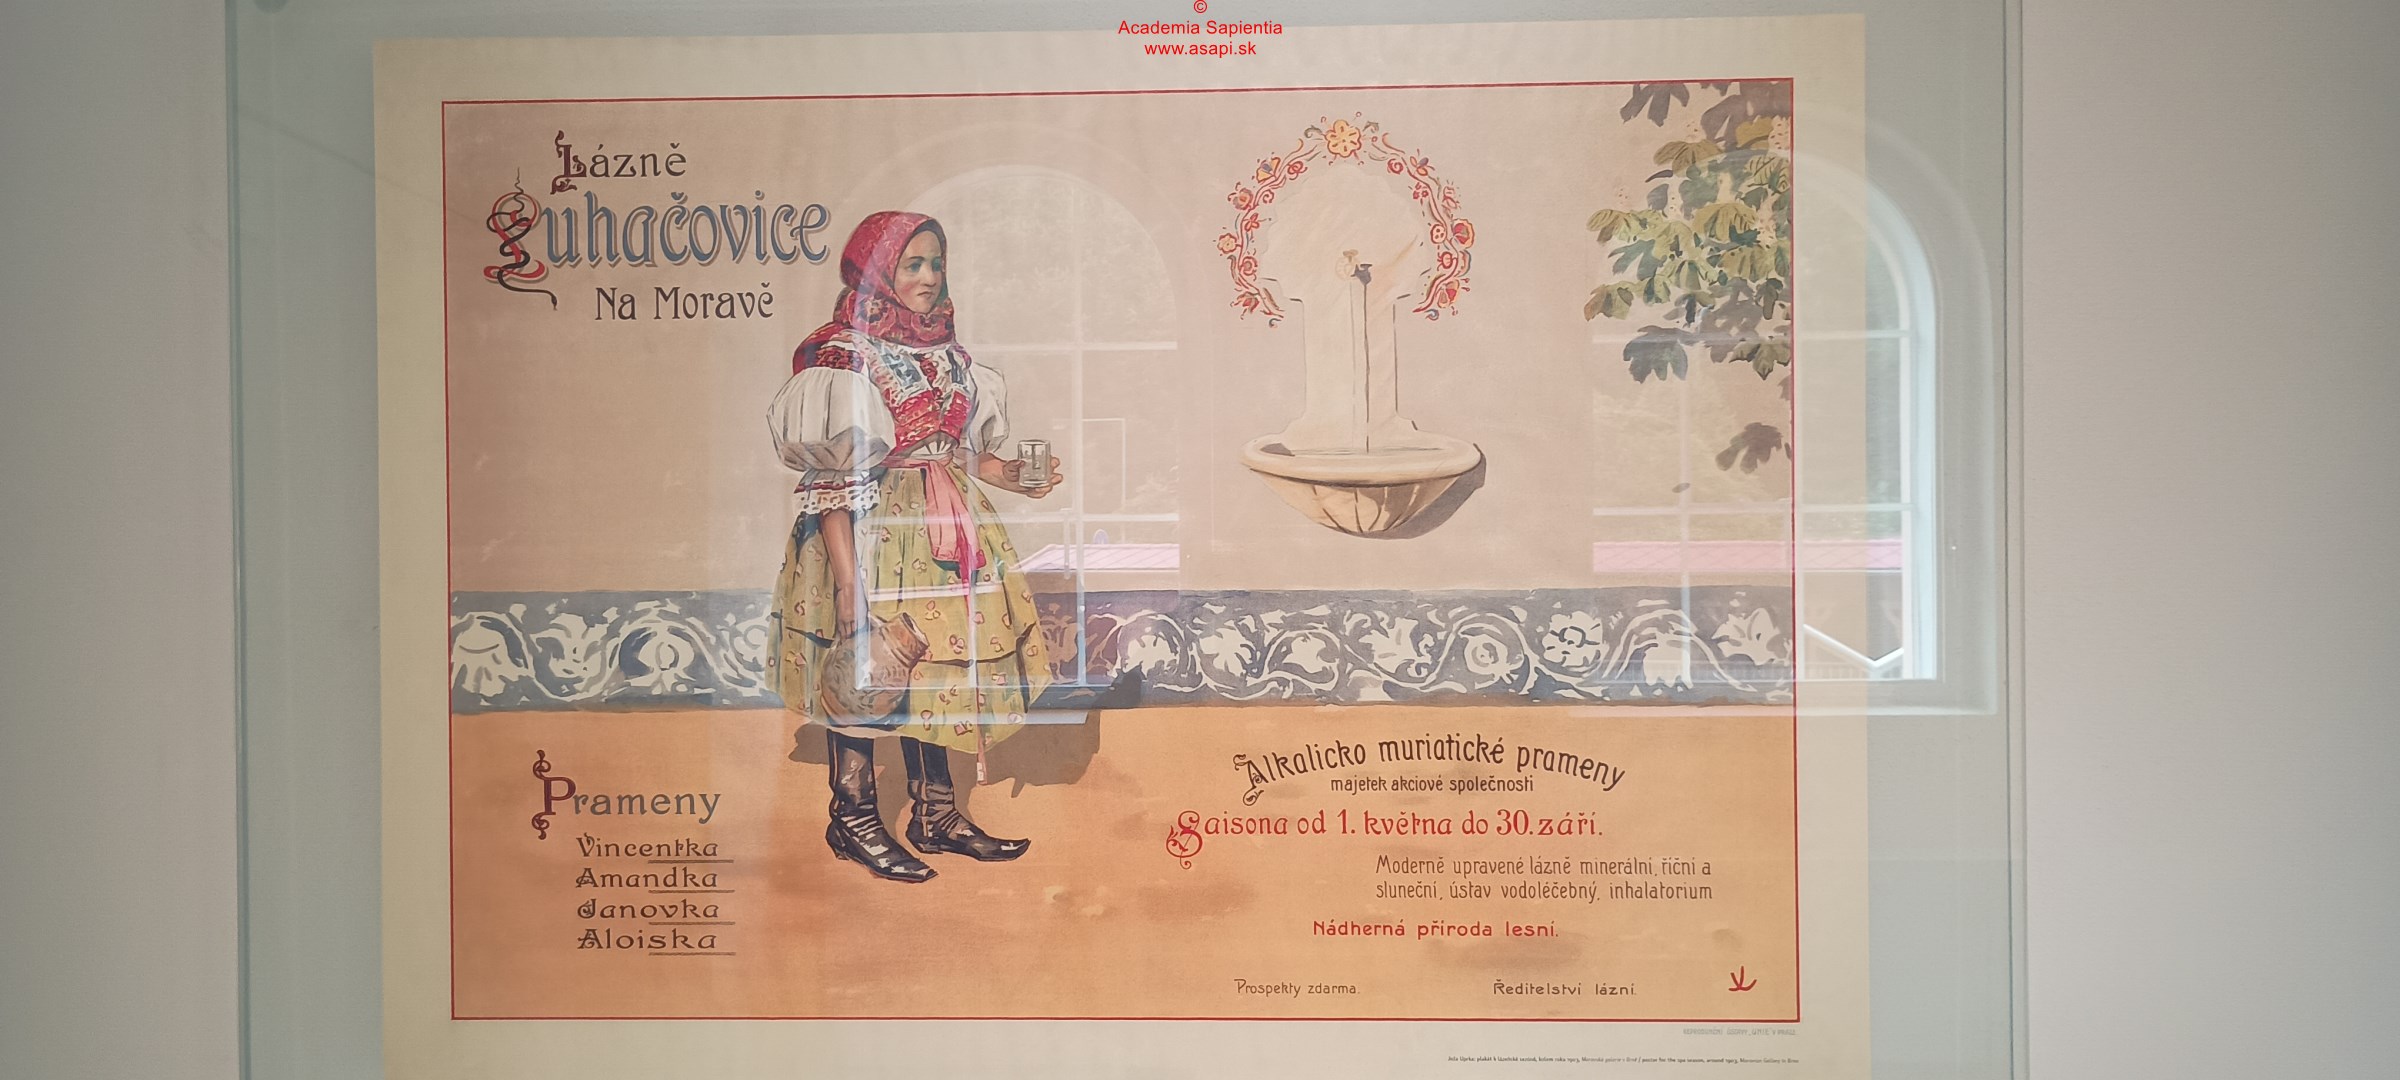 ©
Academia Sapientia
www.asapi.sk
Lázně
Luhačovice
Na Moravě
Prameny
Vincentka
Amandka
Janovka
Aloiska
Alkalicko muriatické prameny
majetek akciové společnosti
Saisona od 1. května do 30. září.
Moderně upravené lázně minerální, říční a
sluneční, ústav vodoléčebný, inhalatorium
Nádherná příroda lesní.
Prospekty zdarma. Ředitelství lázní.